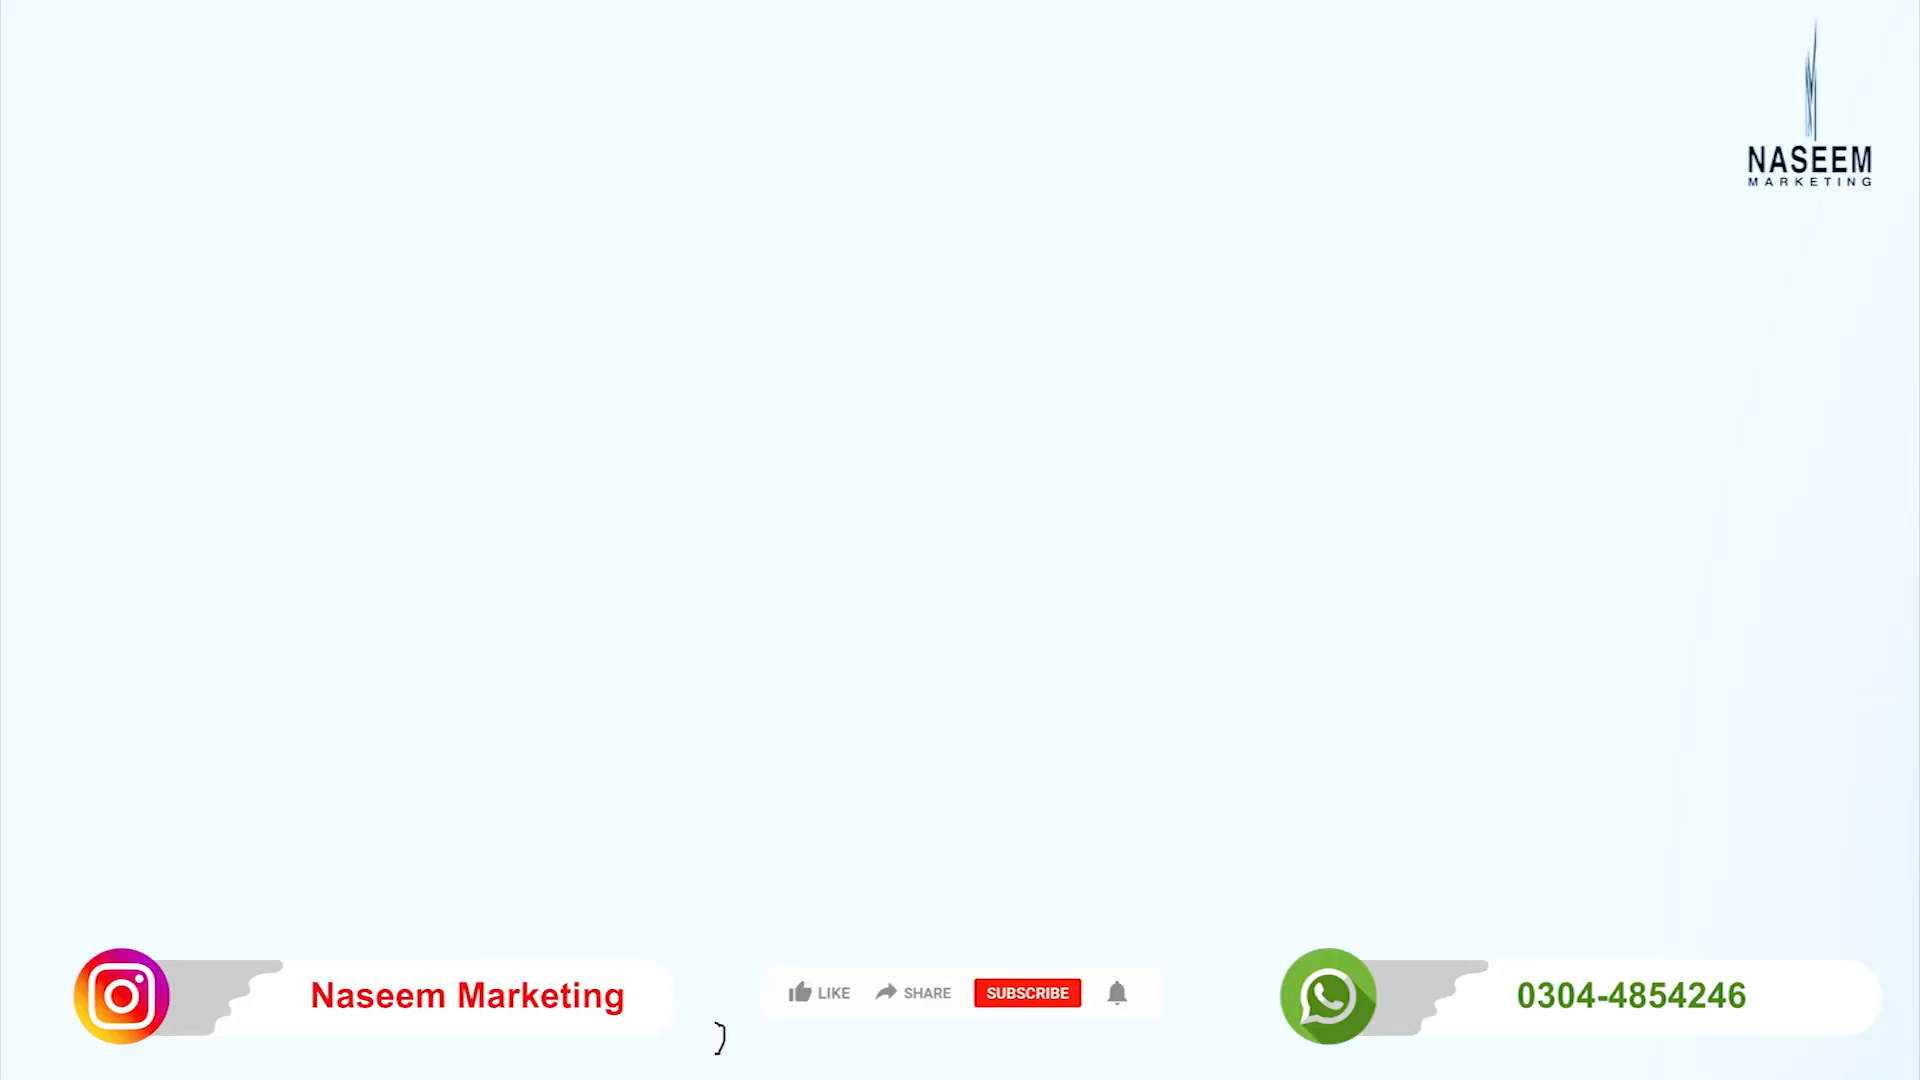 NASEEM
MARKETING
Naseem Marketing
LIKE
SHARE
SUBSCRIBE
0304-4854246